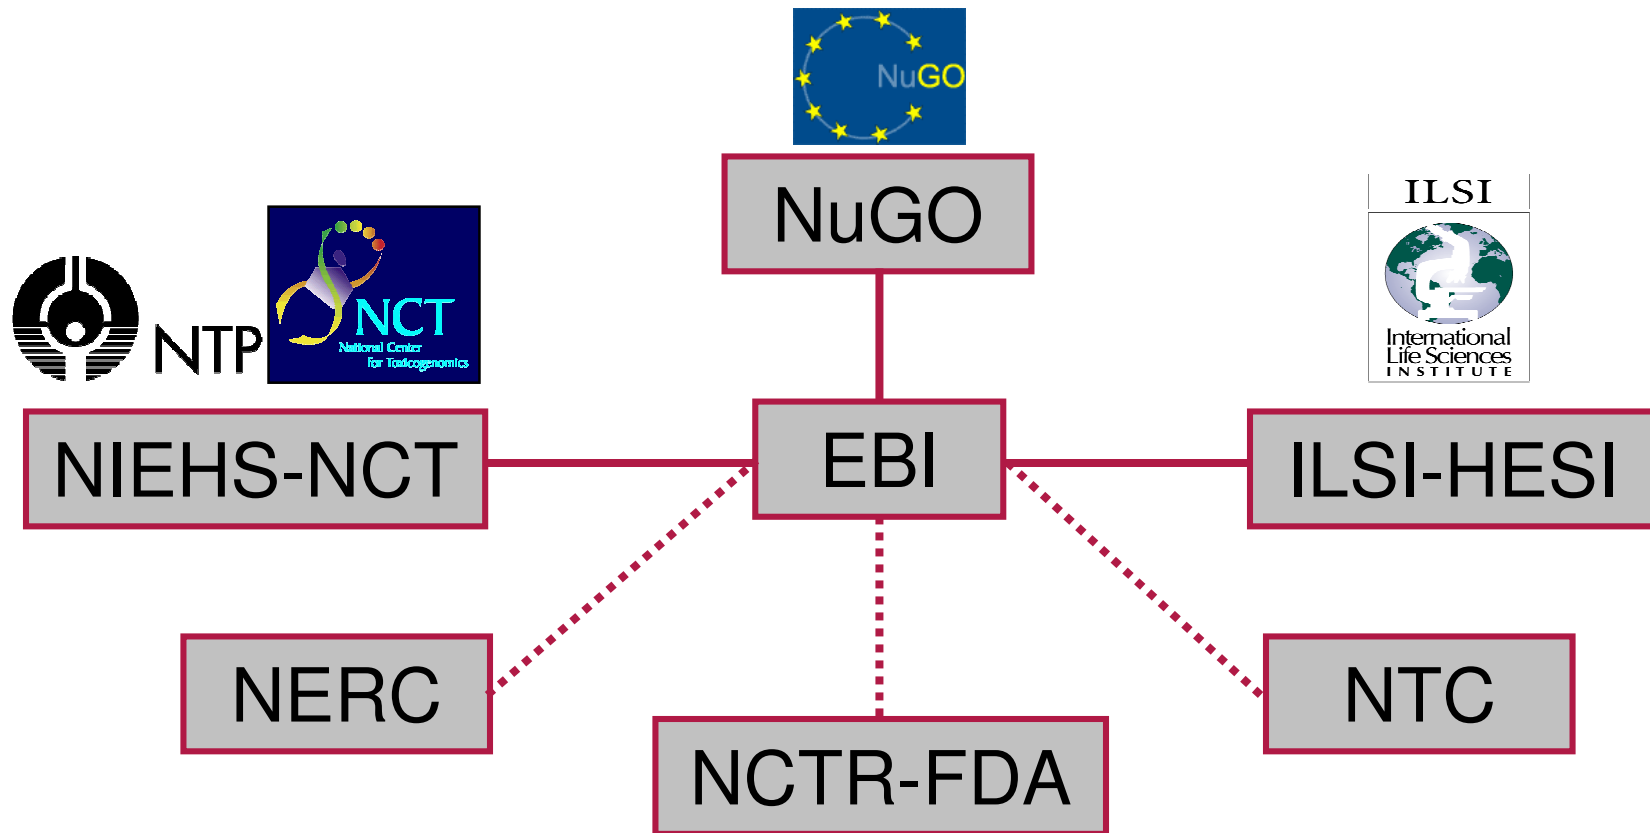 NuGO
NuGO
ILSI
NTP
NCT
National Center
for Toxicogenomics
International
Life Sciences
INSTITUTE
NIEHS-NCT
EBI
ILSI-HESI
NERC
NCTR-FDA
NTC